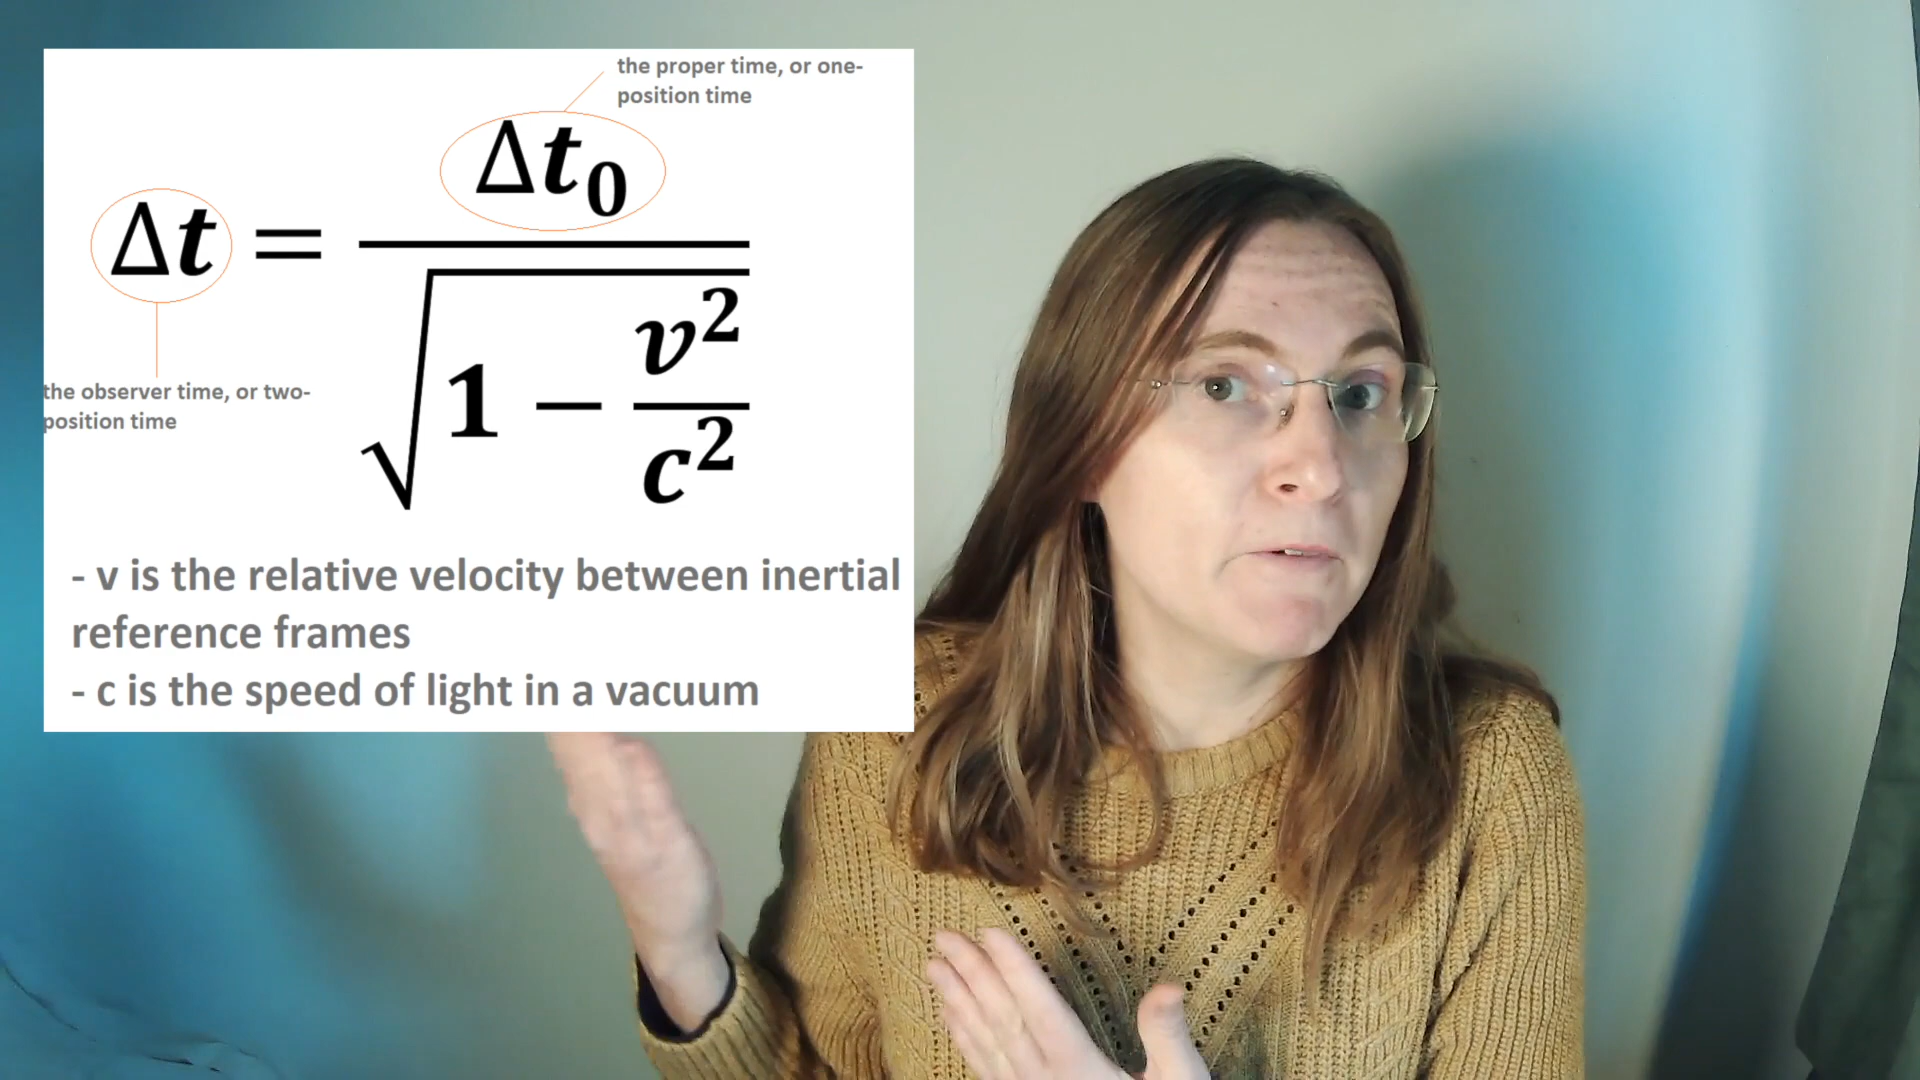 the proper time, or one-
position time
Δt = Δt₀ / √(1 − v²/c²)
the observer time, or two-
position time
- v is the relative velocity between inertial
reference frames
- c is the speed of light in a vacuum